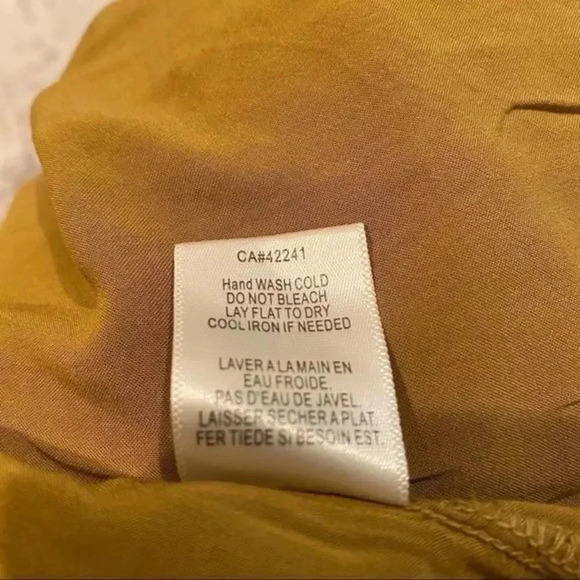 CA#42241
Hand WASH COLD
DO NOT BLEACH
LAY FLAT TO DRY
COOL IRON IF NEEDED
LAVER A LA MAIN EN
EAU FROIDE.
PAS D'EAU DE JAVEL.
LAISSER SECHER A PLAT.
FER TIEDE SI BESOIN EST.